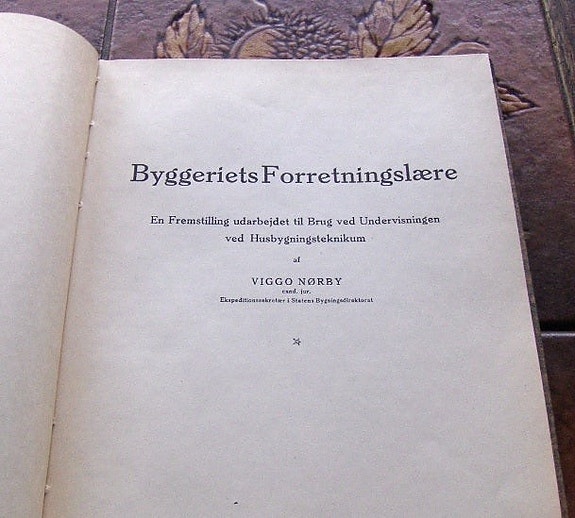 Byggeriets Forretningslære
En Fremstilling udarbejdet til Brug ved Undervisningen
ved Husbygningsteknikum
af
VIGGO NØRBY
cand. jur.
Ekspeditionssekretær i Statens Bygningsdirektorat